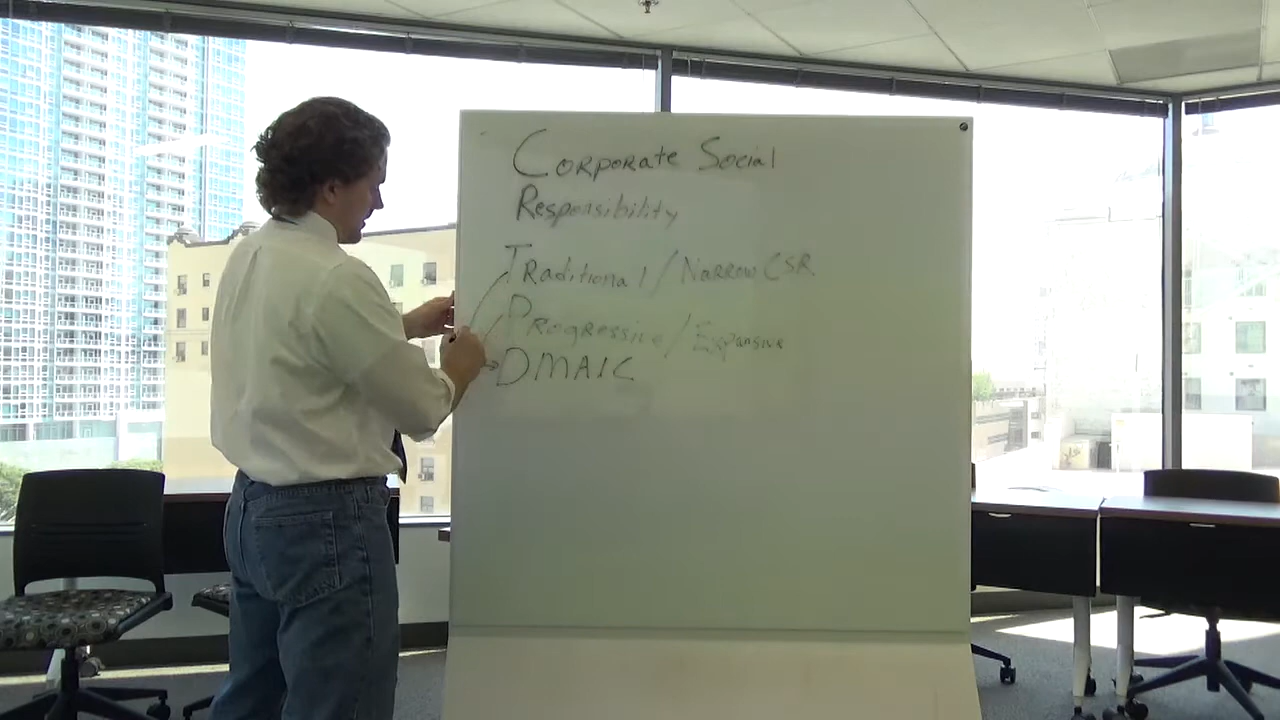 Corporate Social
Responsibility
Traditional/Narrow CSR
Progressive/Expansive
DMAIC